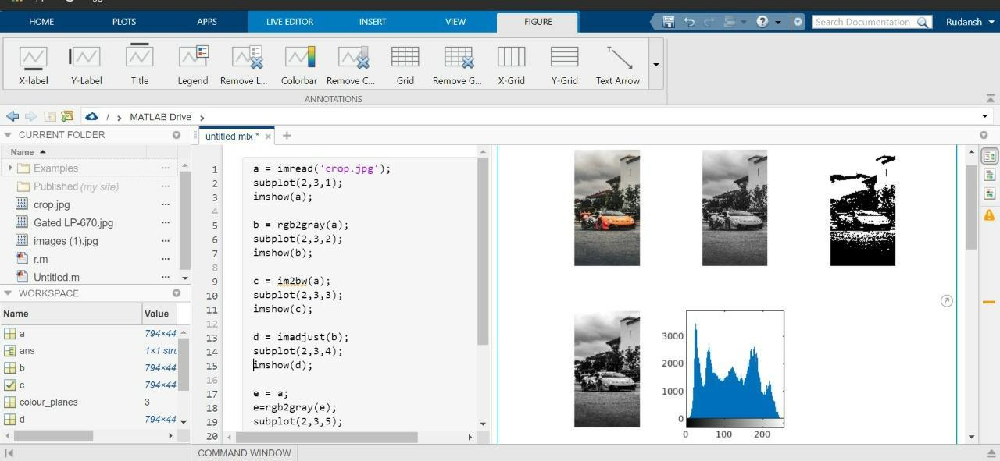 HOME PLOTS APPS LIVE EDITOR INSERT VIEW FIGURE Search Documentation Rudansh
X-label Y-Label Title Legend Remove L... Colorbar Remove C... Grid Remove G... X-Grid Y-Grid Text Arrow
ANNOTATIONS
/ MATLAB Drive
CURRENT FOLDER
Name
Examples
Published (my site)
crop.jpg
Gated LP-670.jpg
images (1).jpg
r.m
Untitled.m
WORKSPACE
Name Value
a 794×44
ans 1×1 stru
b 794×44
c 794×44
colour_planes 3
d 794×44
untitled.mlx *
1 a = imread('crop.jpg');
2 subplot(2,3,1);
3 imshow(a);
4
5 b = rgb2gray(a);
6 subplot(2,3,2);
7 imshow(b);
8
9 c = im2bw(a);
10 subplot(2,3,3);
11 imshow(c);
12
13 d = imadjust(b);
14 subplot(2,3,4);
15 imshow(d);
16
17 e = a;
18 e=rgb2gray(e);
19 subplot(2,3,5);
20
3000
2000
1000
0
0 100 200
COMMAND WINDOW